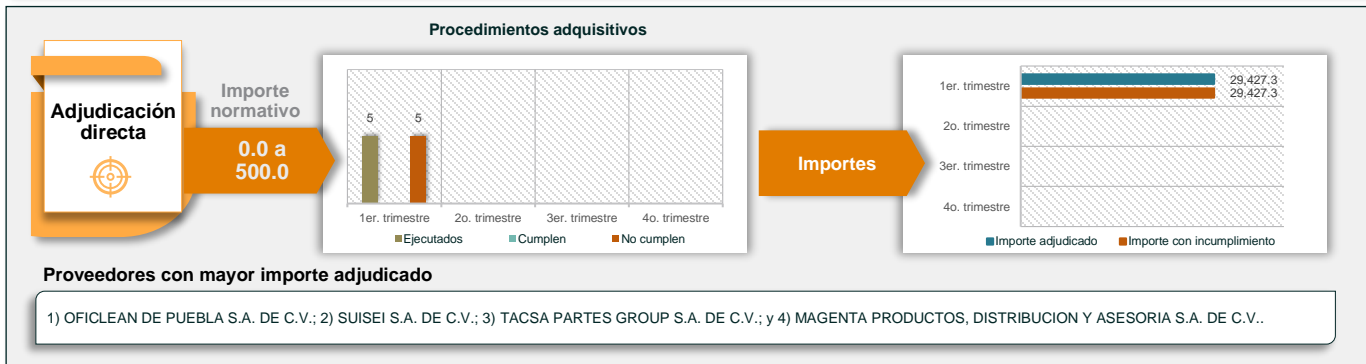 Procedimientos adquisitivos
Adjudicación
directa
Importe
normativo
0.0 a
500.0
5 5
1er. trimestre 2o. trimestre 3er. trimestre 4o. trimestre
Ejecutados Cumplen No cumplen
Importes
1er. trimestre
29,427.3
29,427.3
2o. trimestre
3er. trimestre
4o. trimestre
Importe adjudicado Importe con incumplimiento
Proveedores con mayor importe adjudicado
1) OFICLEAN DE PUEBLA S.A. DE C.V.; 2) SUISEI S.A. DE C.V.; 3) TACSA PARTES GROUP S.A. DE C.V.; y 4) MAGENTA PRODUCTOS, DISTRIBUCION Y ASESORIA S.A. DE C.V..